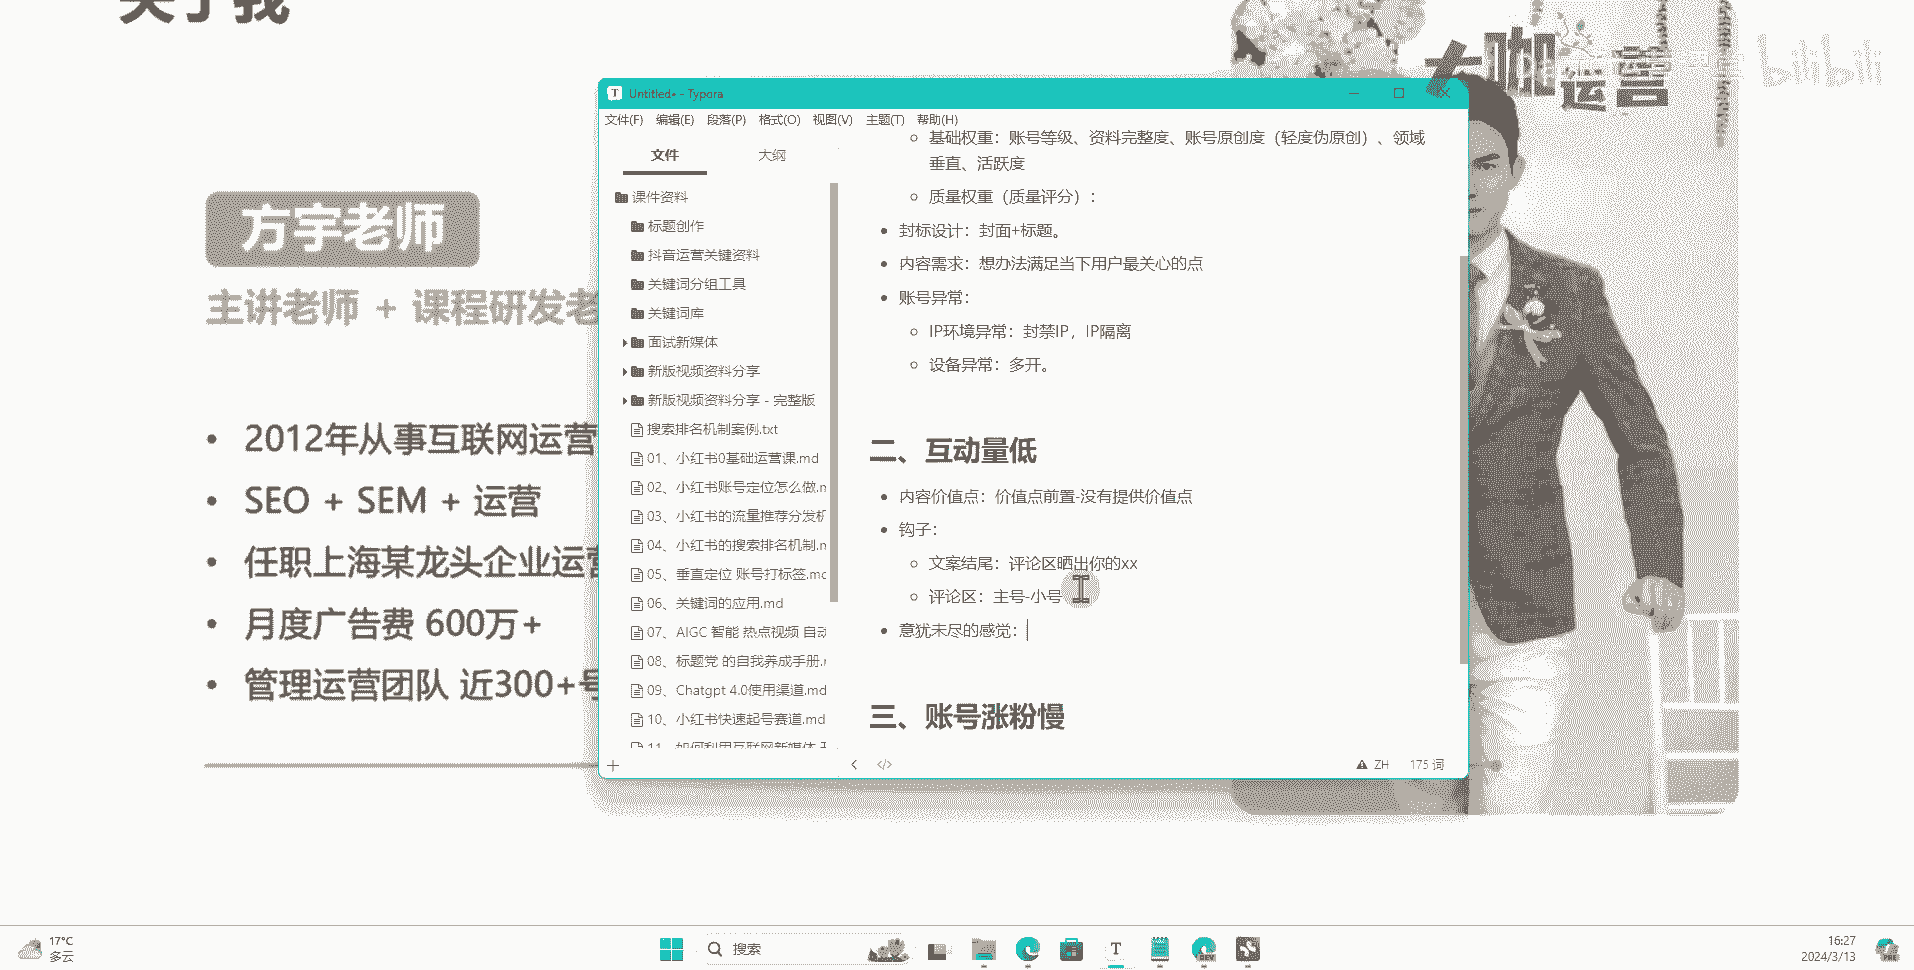 关于我
大咖
运营
bilibili
方宇老师
主讲老师 + 课程研发老
2012年从事互联网运营
SEO + SEM + 运营
任职上海某龙头企业运营
月度广告费 600万+
管理运营团队 近300+号
Untitled• - Typora
文件(F) 编辑(E) 段落(P) 格式(O) 视图(V) 主题(T) 帮助(H)
文件 大纲
课件资料
标题创作
抖音运营关键资料
关键词分组工具
关键词库
面试新媒体
新版视频资料分享
新版视频资料分享 - 完整版
搜索排名机制案例.txt
01、小红书0基础运营课.md
02、小红书账号定位怎么做.m
03、小红书的流量推荐分发机
04、小红书的搜索排名机制.m
05、垂直定位 账号打标签.md
06、关键词的应用.md
07、AIGC 智能 热点视频 自动
08、标题党 的自我养成手册.m
09、Chatgpt 4.0使用渠道.md
10、小红书快速起号赛道.md
11、如何利用互联网新媒体
基础权重：账号等级、资料完整度、账号原创度（轻度伪原创）、领域
垂直、活跃度
质量权重（质量评分）：
封标设计：封面+标题。
内容需求：想办法满足当下用户最关心的点
账号异常：
IP环境异常：封禁IP，IP隔离
设备异常：多开。
二、互动量低
内容价值点：价值点前置-没有提供价值点
钩子：
文案结尾：评论区晒出你的xx
评论区：主号-小号
意犹未尽的感觉：
三、账号涨粉慢
ZH 175 词
17°C
多云
搜索
16:27
2024/3/13